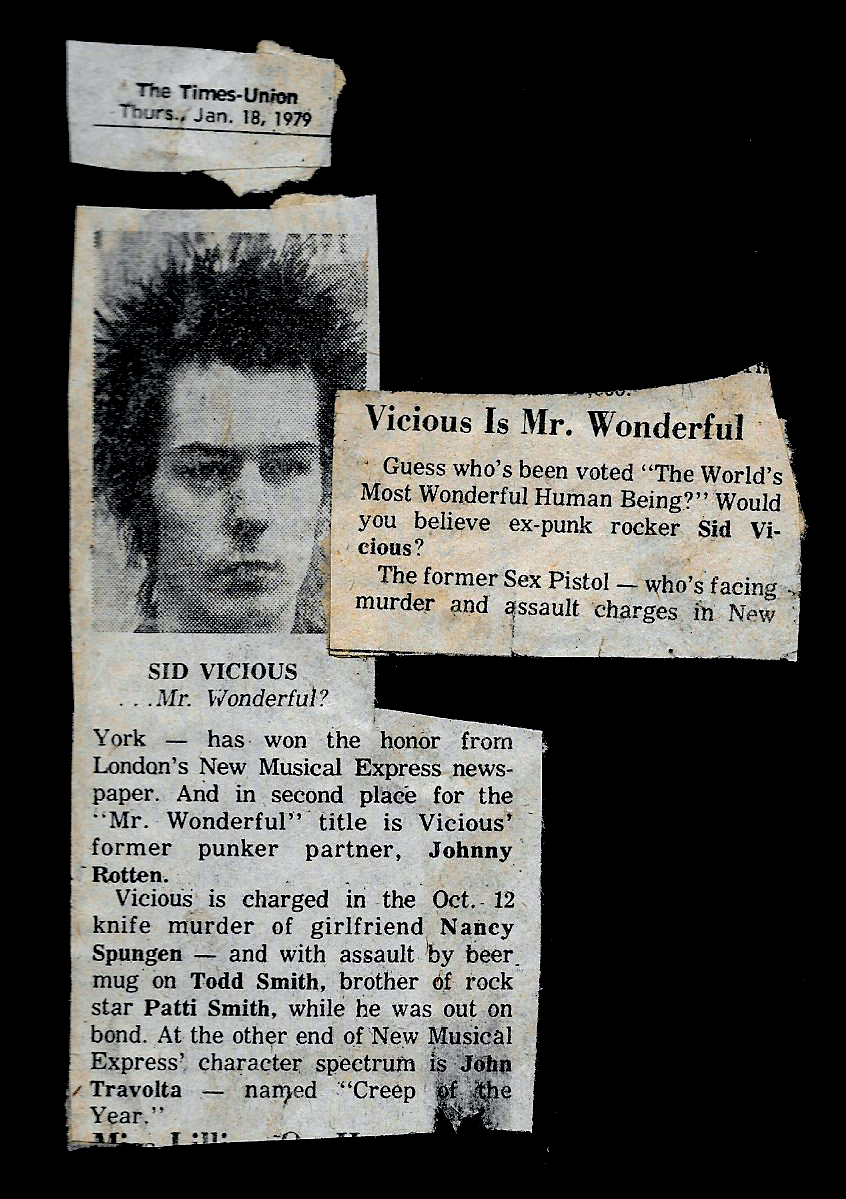 The Times-Union
Thurs., Jan. 18, 1979
Vicious Is Mr. Wonderful
Guess who's been voted "The World's
Most Wonderful Human Being?" Would
you believe ex-punk rocker Sid Vi-
cious?
The former Sex Pistol — who's facing
murder and assault charges in New
SID VICIOUS
...Mr. Wonderful?
York — has won the honor from
London's New Musical Express news-
paper. And in second place for the
"Mr. Wonderful" title is Vicious'
former punker partner, Johnny
Rotten.
Vicious is charged in the Oct. 12
knife murder of girlfriend Nancy
Spungen — and with assault by beer
mug on Todd Smith, brother of rock
star Patti Smith, while he was out on
bond. At the other end of New Musical
Express' character spectrum is John
Travolta — named "Creep of the
Year."